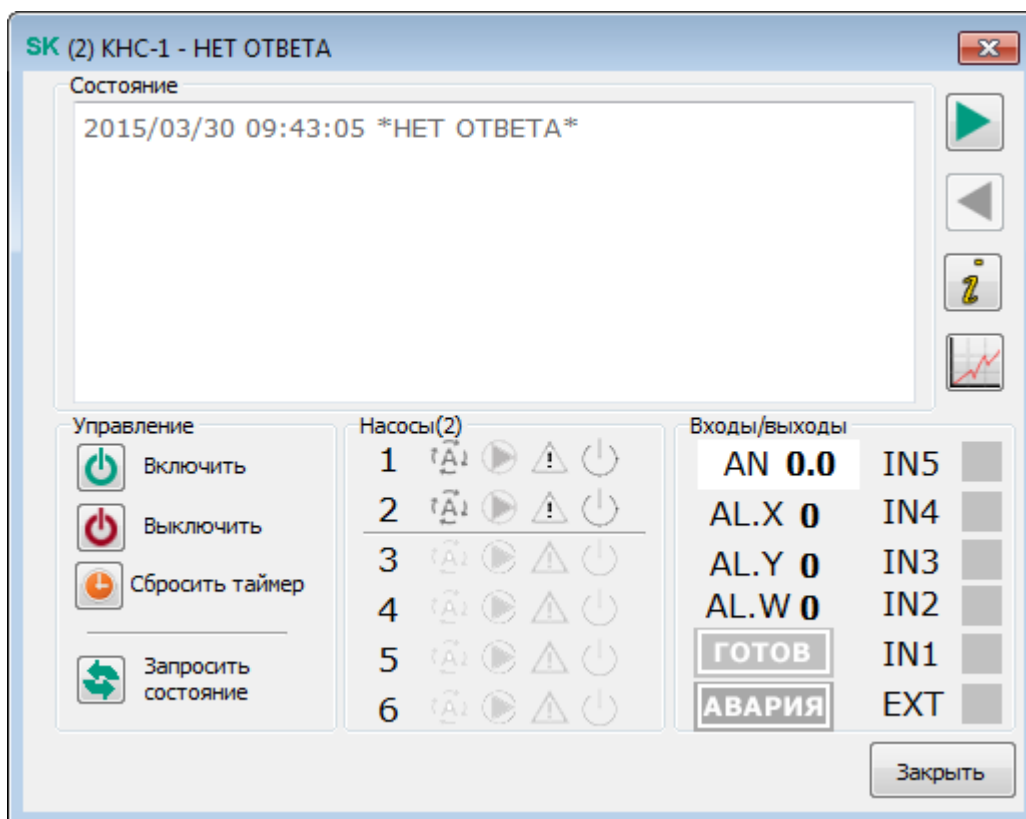 SK (2) КНС-1 - НЕТ ОТВЕТА
Состояние
2015/03/30 09:43:05 *НЕТ ОТВЕТА*
Управление
Включить
Выключить
Сбросить таймер
Запросить
состояние
Насосы(2)
1 A
2 A
3 A
4 A
5 A
6 A
Входы/выходы
AN 0.0 IN5
AL.X 0 IN4
AL.Y 0 IN3
AL.W 0 IN2
ГОТОВ IN1
АВАРИЯ EXT
Закрыть